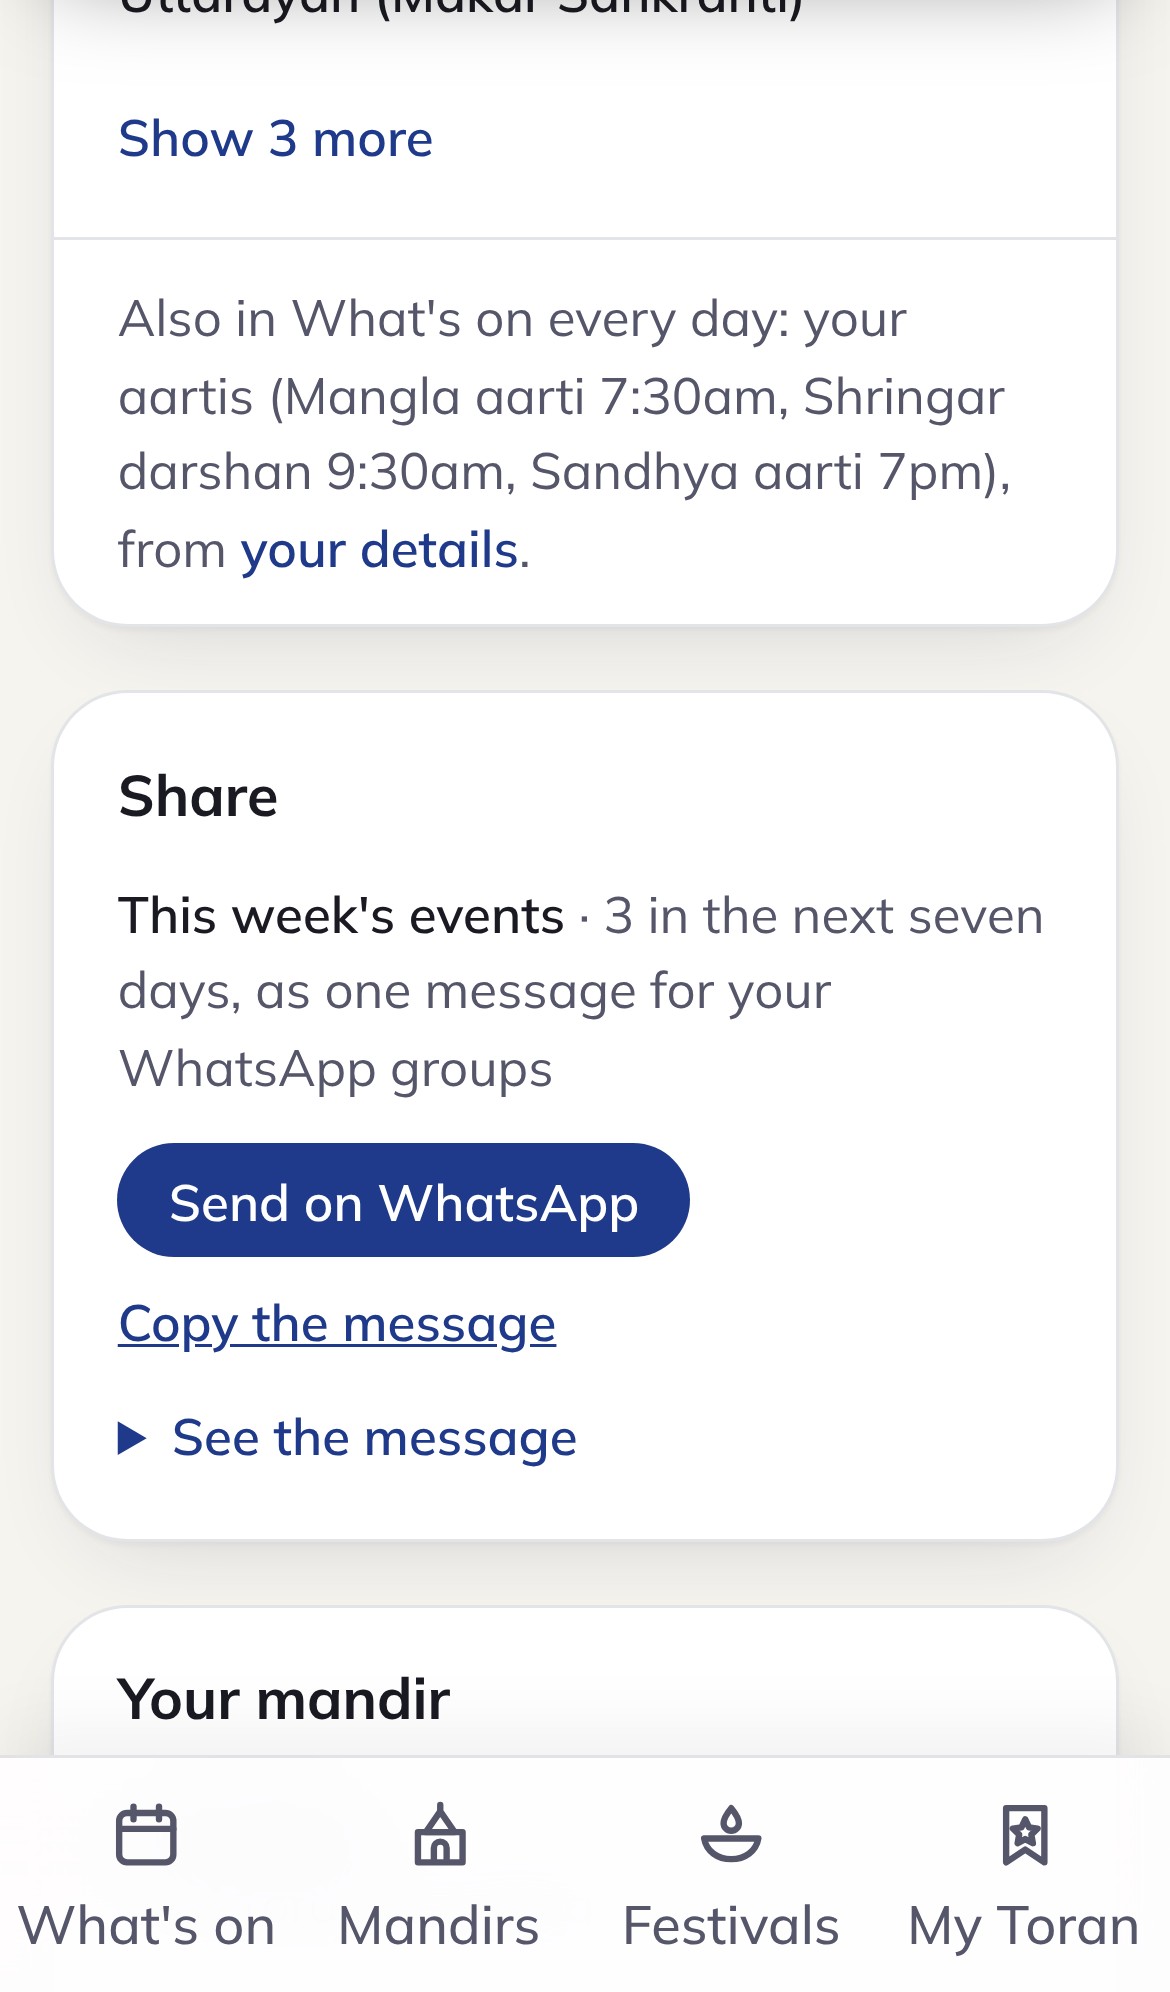 Uttarayan (Makar Sankranti)
Show 3 more
Also in What's on every day: your
aartis (Mangla aarti 7:30am, Shringar
darshan 9:30am, Sandhya aarti 7pm),
from your details.
Share
This week's events · 3 in the next seven
days, as one message for your
WhatsApp groups
Send on WhatsApp
Copy the message
▶ See the message
Your mandir
What's on
Mandirs
Festivals
My Toran